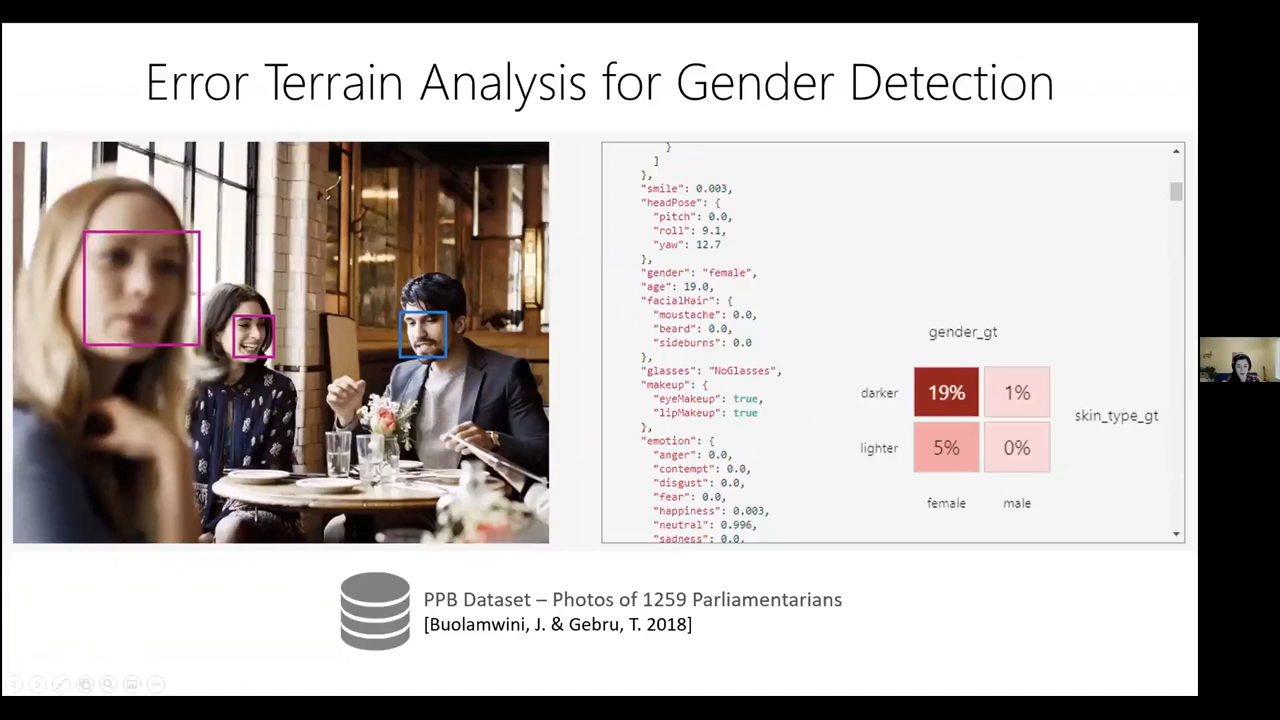 Error Terrain Analysis for Gender Detection
}
]
},
"smile": 0.003,
"headPose": {
"pitch": 0.0,
"roll": 9.1,
"yaw": 12.7
},
"gender": "female",
"age": 19.0,
"facialHair": {
"moustache": 0.0,
"beard": 0.0,
"sideburns": 0.0
},
"glasses": "NoGlasses",
"makeup": {
"eyeMakeup": true,
"lipMakeup": true
},
"emotion": {
"anger": 0.0,
"contempt": 0.0,
"disgust": 0.0,
"fear": 0.0,
"happiness": 0.003,
"neutral": 0.996,
"sadness": 0.0,
gender_gt
darker 19% 1%
skin_type_gt
lighter 5% 0%
female male
PPB Dataset – Photos of 1259 Parliamentarians
[Buolamwini, J. & Gebru, T. 2018]